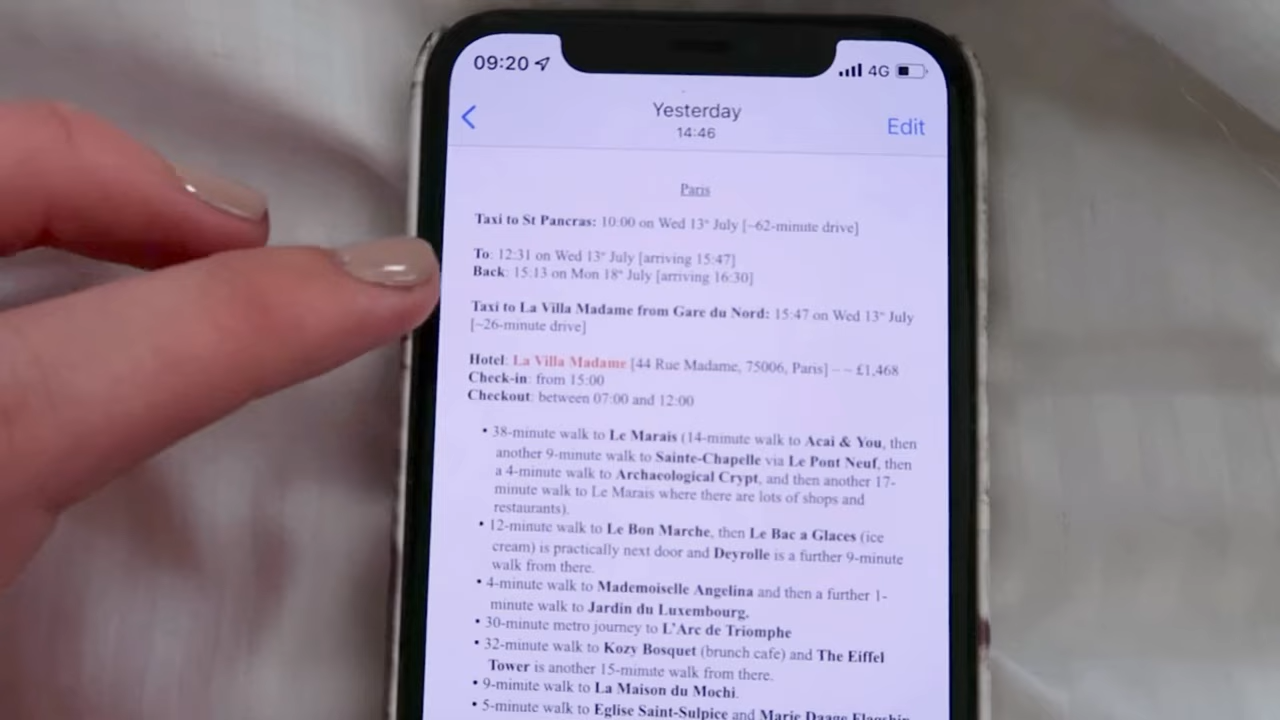 09:20
4G
Yesterday
14:46
Edit
Paris
Taxi to St Pancras: 10:00 on Wed 13th July [~62-minute drive]
To: 12:31 on Wed 13th July [arriving 15:47]
Back: 15:13 on Mon 18th July [arriving 16:30]
Taxi to La Villa Madame from Gare du Nord: 15:47 on Wed 13th July
[~26-minute drive]
Hotel: La Villa Madame [44 Rue Madame, 75006, Paris] – ~ £1,468
Check-in: from 15:00
Checkout: between 07:00 and 12:00
• 38-minute walk to Le Marais (14-minute walk to Acai & You, then
another 9-minute walk to Sainte-Chapelle via Le Pont Neuf, then
a 4-minute walk to Archaeological Crypt, and then another 17-
minute walk to Le Marais where there are lots of shops and
restaurants).
• 12-minute walk to Le Bon Marche, then Le Bac a Glaces (ice
cream) is practically next door and Deyrolle is a further 9-minute
walk from there.
• 4-minute walk to Mademoiselle Angelina and then a further 1-
minute walk to Jardin du Luxembourg.
• 30-minute metro journey to L'Arc de Triomphe
• 32-minute walk to Kozy Bosquet (brunch cafe) and The Eiffel
Tower is another 15-minute walk from there.
• 9-minute walk to La Maison du Mochi.
• 5-minute walk to Eglise Saint-Sulpice and Marie Daage Flagship